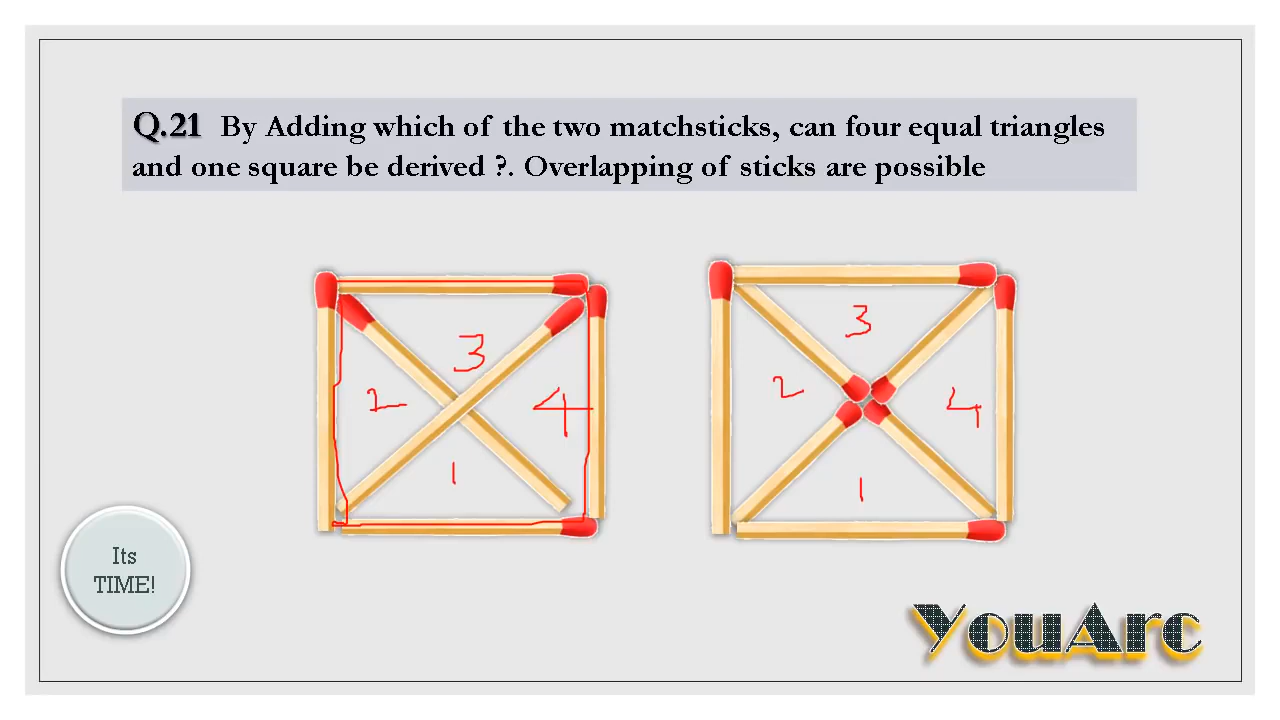 Q.21 By Adding which of the two matchsticks, can four equal triangles
and one square be derived ?. Overlapping of sticks are possible
3
2 4
1
3
2 4
1
Its
TIME!
YouArc